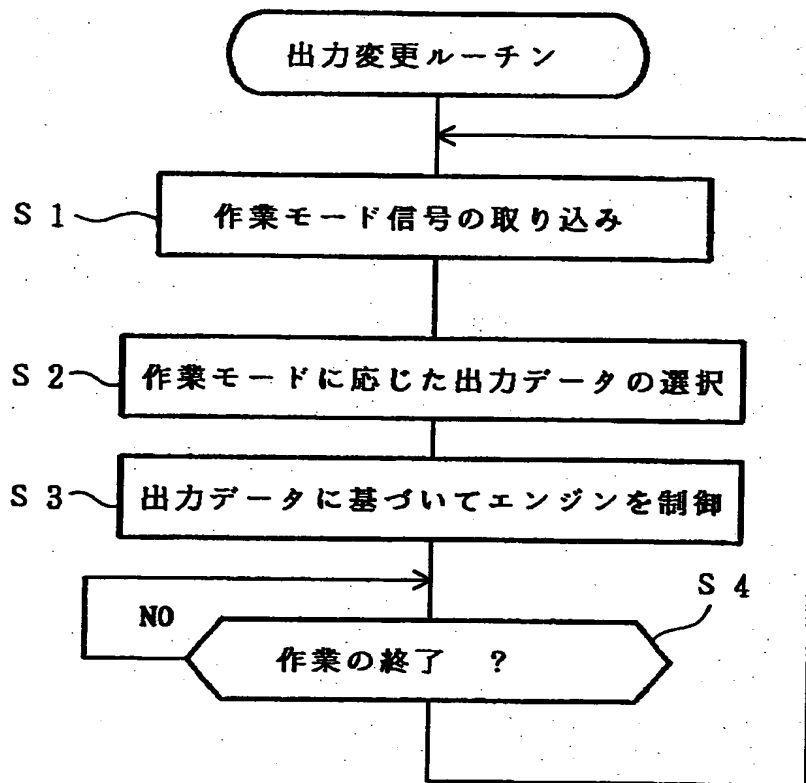 出力変更ルーチン
S 1
作業モード信号の取り込み
S 2
作業モードに応じた出力データの選択
S 3
出力データに基づいてエンジンを制御
S 4
NO
作業の終了 ?